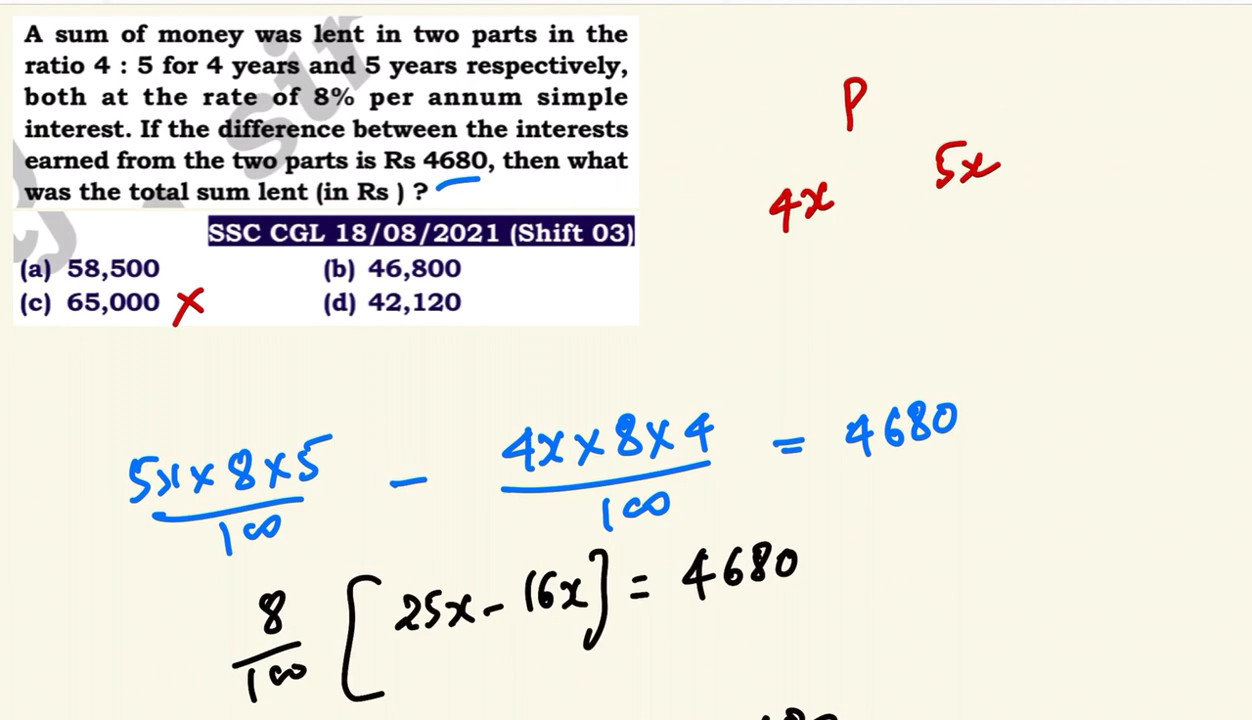 A sum of money was lent in two parts in the
ratio 4 : 5 for 4 years and 5 years respectively,
both at the rate of 8% per annum simple
interest. If the difference between the interests
earned from the two parts is Rs 4680, then what
was the total sum lent (in Rs ) ?
SSC CGL 18/08/2021 (Shift 03)
(a) 58,500 (b) 46,800
(c) 65,000 × (d) 42,120
P
4x 5x
5x × 8 × 5 / 100 - 4x × 8 × 4 / 100 = 4680
8 / 100 [ 25x - 16x ] = 4680